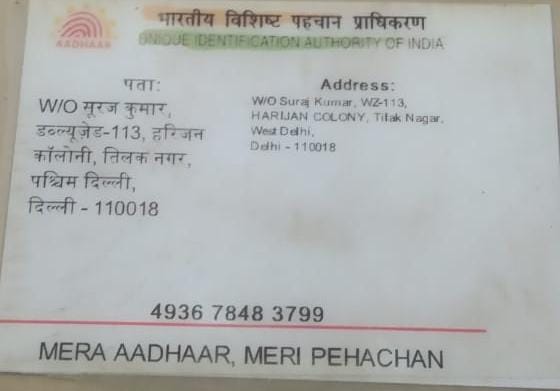 भारतीय विशिष्ट पहचान प्राधिकरण
AADHAAR
UNIQUE IDENTIFICATION AUTHORITY OF INDIA
पता:
W/O सूरज कुमार,
डब्ल्यूजेड-113, हरिजन
कॉलोनी, तिलक नगर,
पश्चिम दिल्ली,
दिल्ली - 110018
Address:
W/O Suraj Kumar, WZ-113,
HARIJAN COLONY, Tilak Nagar,
West Delhi,
Delhi - 110018
4936 7848 3799
MERA AADHAAR, MERI PEHACHAN